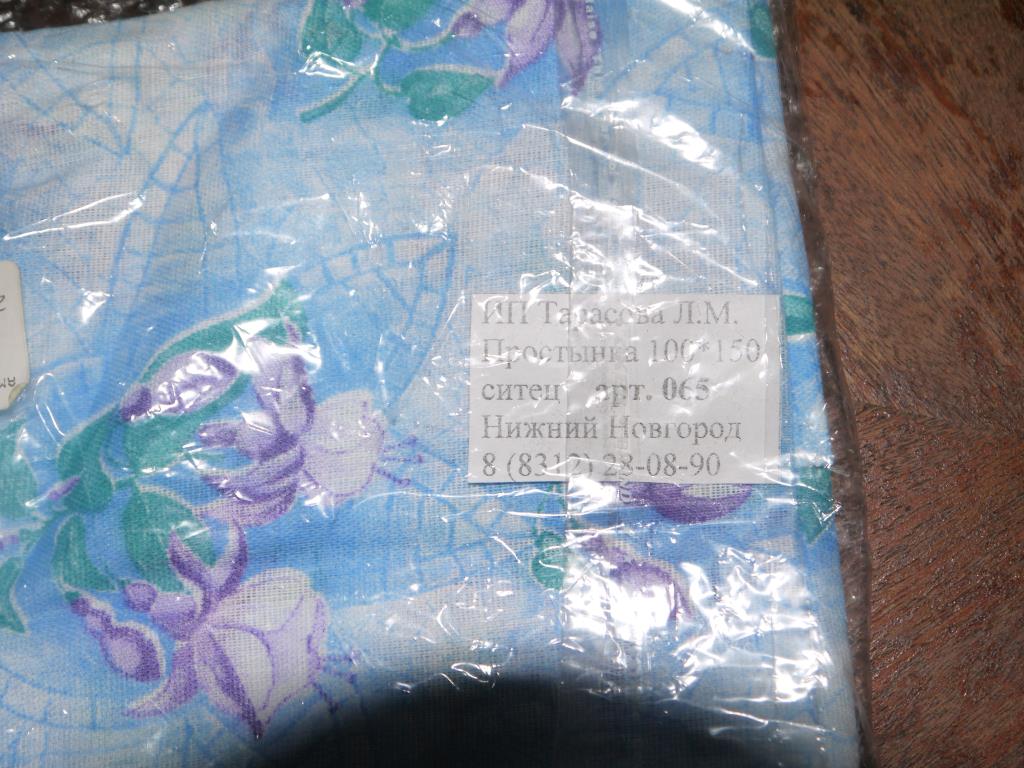 ИП Тарасова Л.М.
Простынка 100*150
ситец арт. 065
Нижний Новгород
8 (8312) 28-08-90